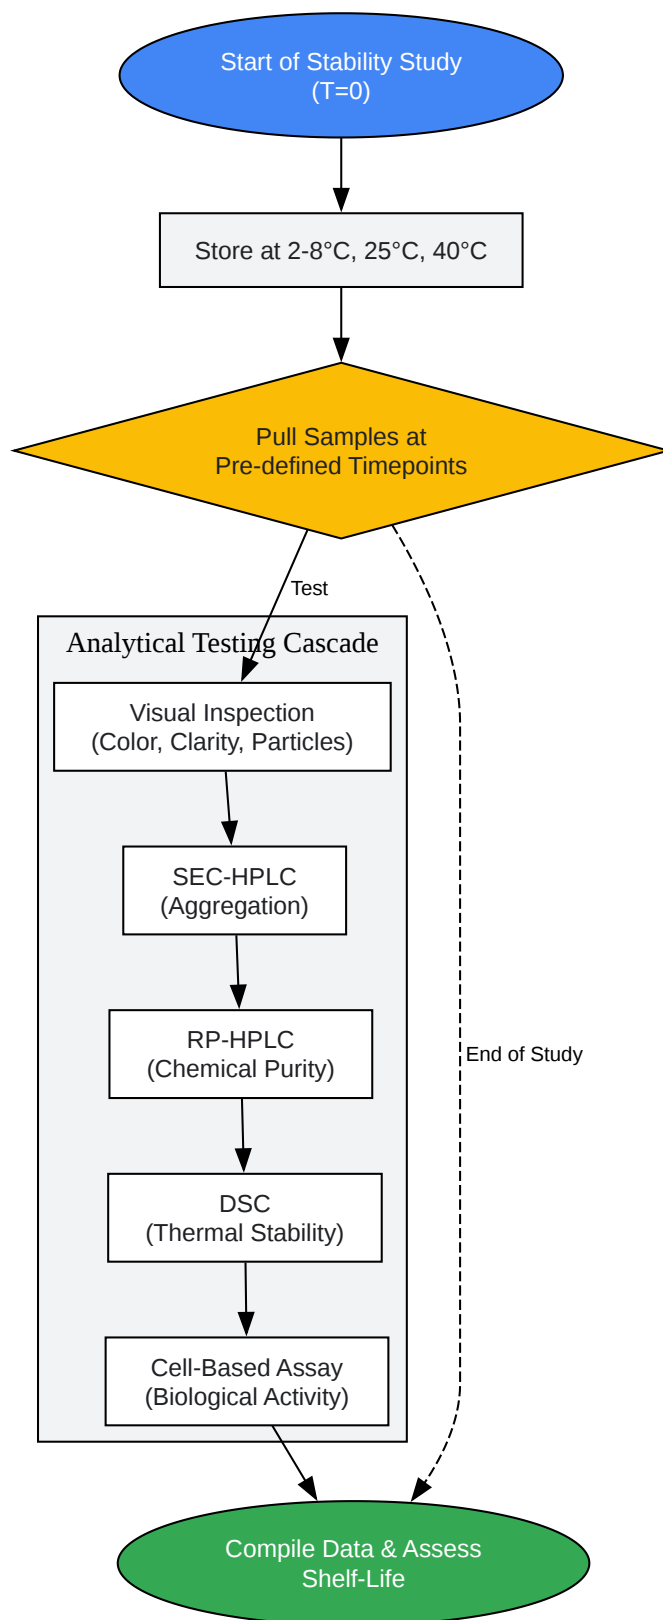 Start of Stability Study
(T=0)
Store at 2-8°C, 25°C, 40°C
Pull Samples at
Pre-defined Timepoints
Test
Analytical Testing Cascade
Visual Inspection
(Color, Clarity, Particles)
SEC-HPLC
(Aggregation)
RP-HPLC
(Chemical Purity)
End of Study
DSC
(Thermal Stability)
Cell-Based Assay
(Biological Activity)
Compile Data & Assess
Shelf-Life